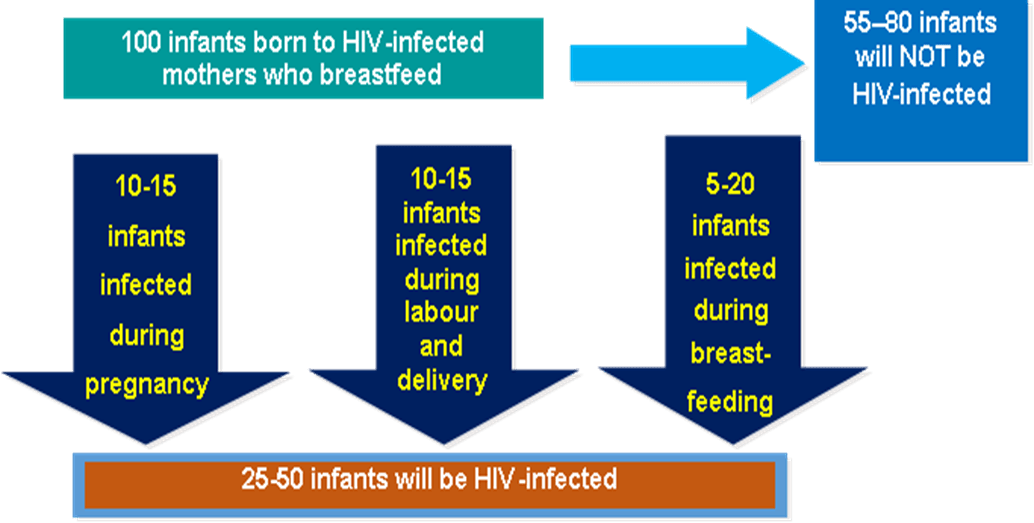 100 infants born to HIV-infected
mothers who breastfeed
55–80 infants
will NOT be
HIV-infected
10-15
infants
infected
during
pregnancy
10-15
infants
infected
during
labour
and
delivery
5-20
infants
infected
during
breast-
feeding
25-50 infants will be HIV-infected